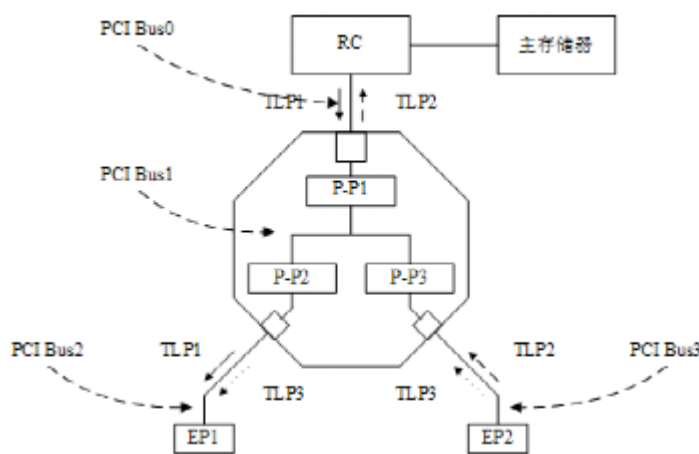 PCI Bus0
RC
主存储器
TLP1
TLP2
PCI Bus1
P-P1
P-P2
P-P3
PCI Bus2
TLP1
TLP2
PCI Bus3
TLP3
TLP3
EP1
EP2